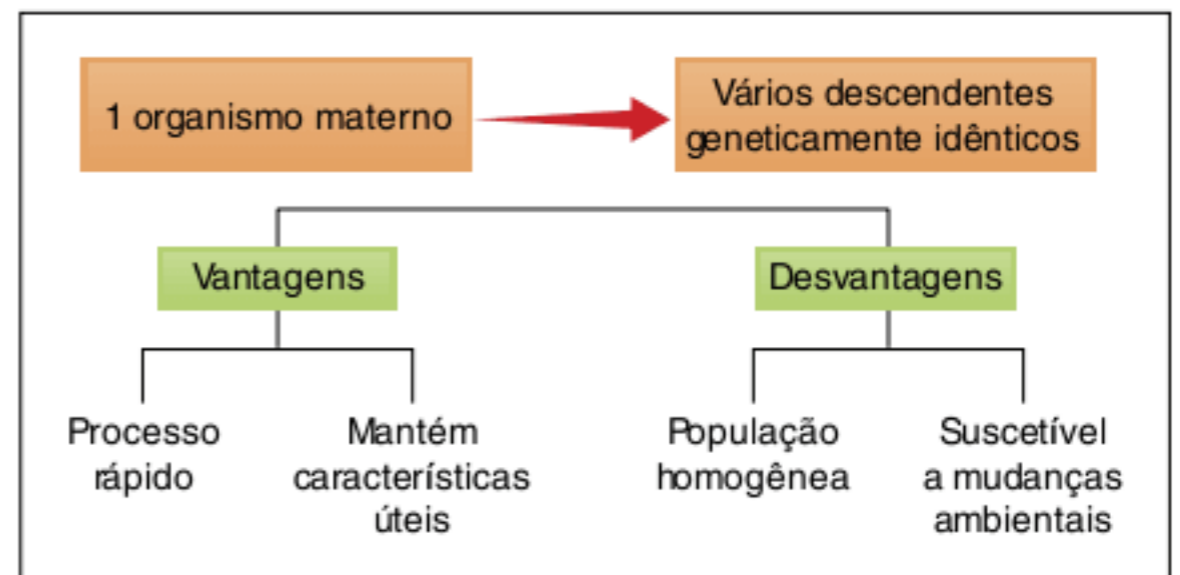 1 organismo materno
Vários descendentes
geneticamente idênticos
Vantagens
Desvantagens
Processo
rápido
Mantém
características
úteis
População
homogênea
Suscetível
a mudanças
ambientais